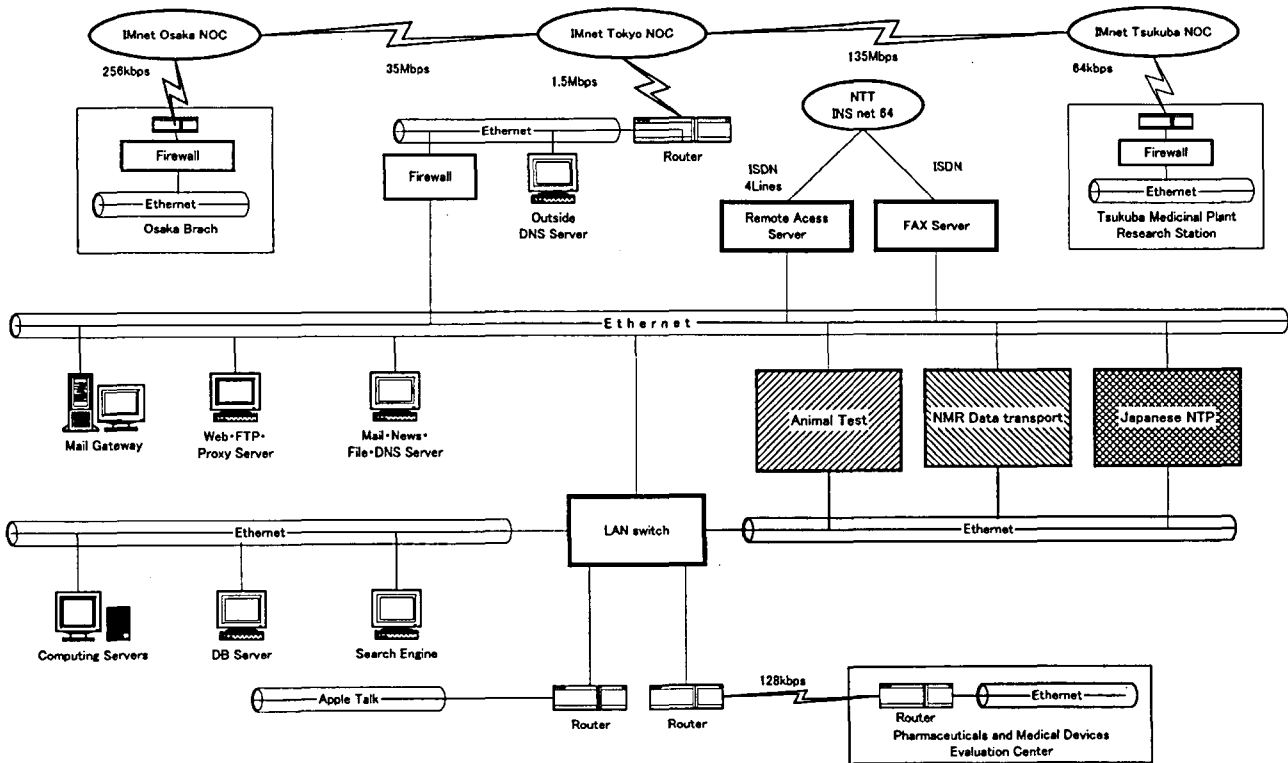 IMnet Osaka NOC
IMnet Tokyo NOC
IMnet Tsukuba NOC
256kbps
35Mbps
1.5Mbps
135Mbps
64kbps
NTT
INS net 64
Ethernet
Router
Firewall
Firewall
Firewall
ISDN
4Lines
ISDN
Ethernet
Osaka Brach
Outside
DNS Server
Remote Acess
Server
FAX Server
Ethernet
Tsukuba Medicinal Plant
Research Station
Ethernet
Mail Gateway
Web・FTP・
Proxy Server
Mail・News・
File・DNS Server
Animal Test
NMR Data transport
Japanese NTP
Ethernet
LAN switch
Ethernet
Computing Servers
DB Server
Search Engine
Apple Talk
Router
Router
128kbps
Router
Ethernet
Pharmaceuticals and Medical Devices
Evaluation Center